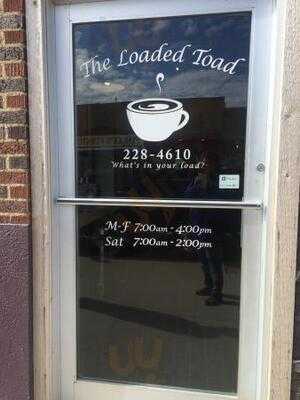 The Loaded Toad
228-4610
What's in your load?
M-F 7:00am - 4:00pm
Sat 7:00am - 2:00pm